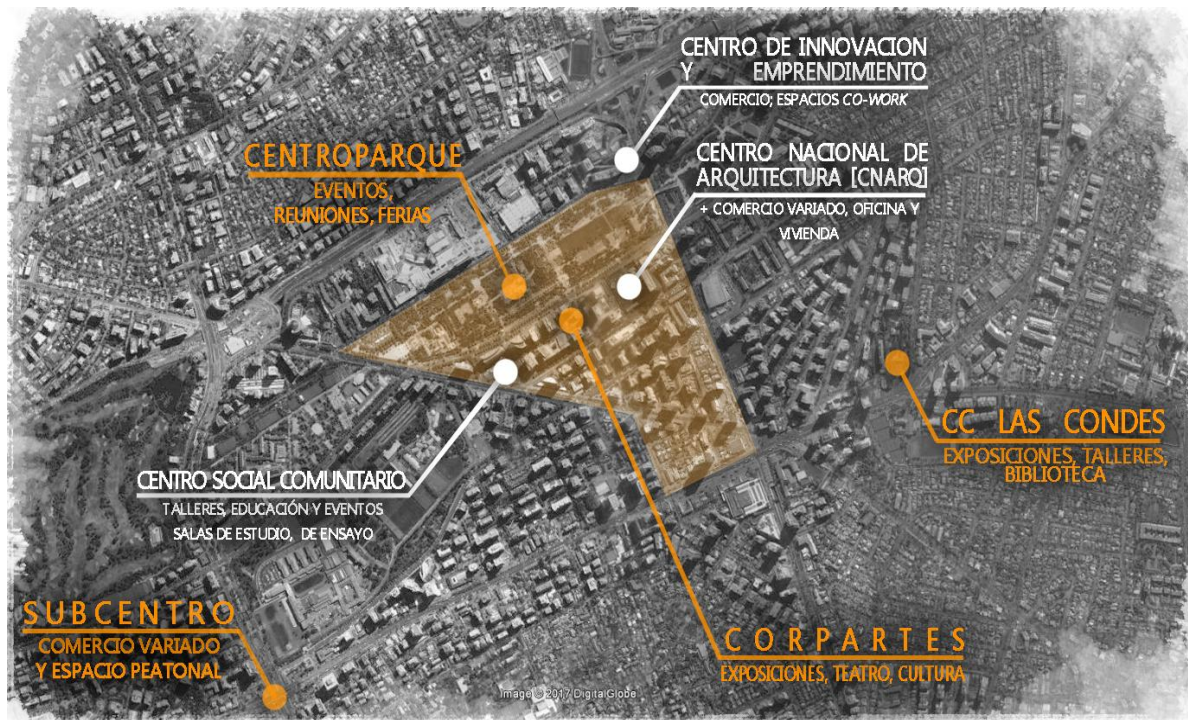 CENTRO DE INNOVACION
Y EMPRENDIMIENTO
COMERCIO; ESPACIOS CO-WORK
CENTROPARQUE
EVENTOS,
REUNIONES, FERIAS
CENTRO NACIONAL DE
ARQUITECTURA [CNARQ]
+ COMERCIO VARIADO, OFICINA Y
VIVIENDA
CC LAS CONDES
EXPOSICIONES, TALLERES,
BIBLIOTECA
CENTRO SOCIAL COMUNITARIO
TALLERES, EDUCACIÓN Y EVENTOS
SALAS DE ESTUDIO, DE ENSAYO
SUBCENTRO
COMERCIO VARIADO
Y ESPACIO PEATONAL
CORPARTES
EXPOSICIONES, TEATRO, CULTURA
Image © 2017 DigitalGlobe